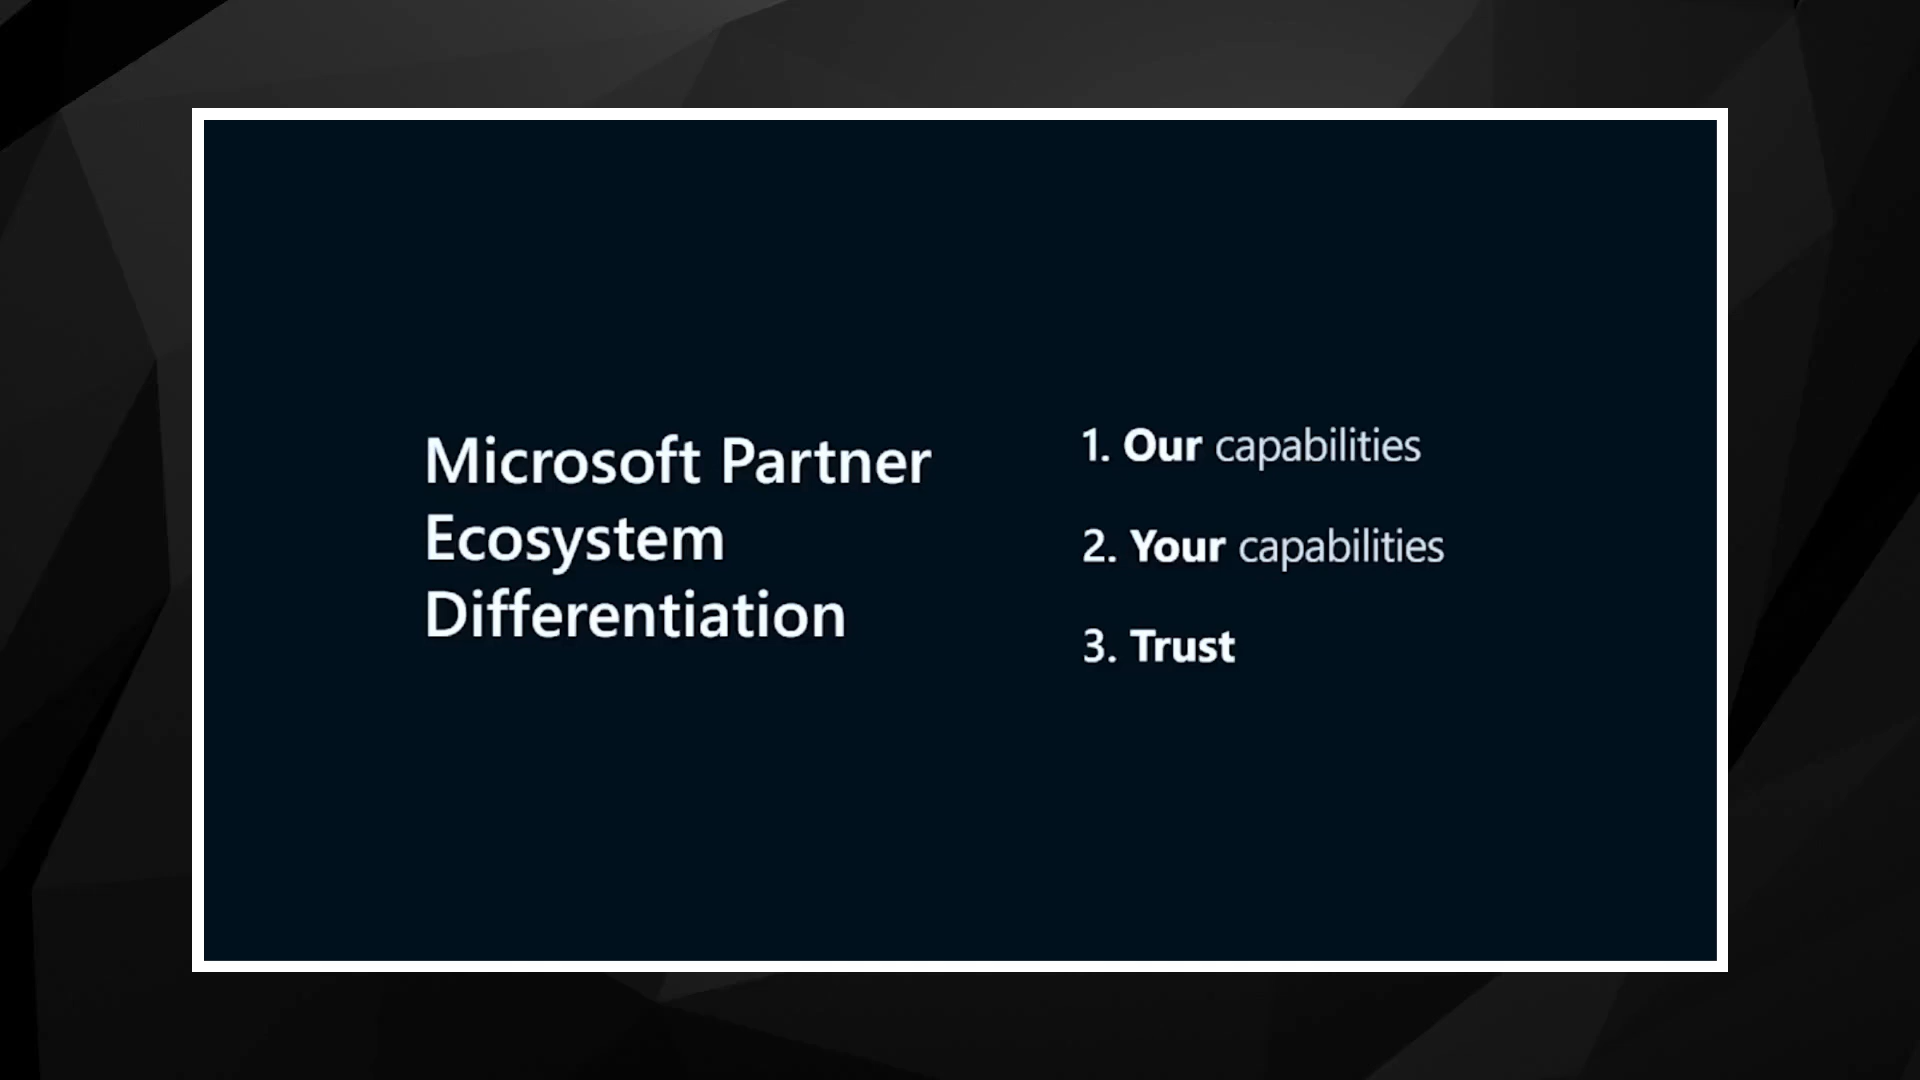 Microsoft Partner
Ecosystem
Differentiation
1. Our capabilities
2. Your capabilities
3. Trust